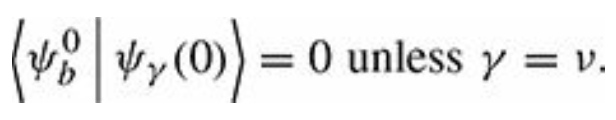 ⟨ψ_b^0 | ψ_γ(0)⟩ = 0 unless γ = ν.